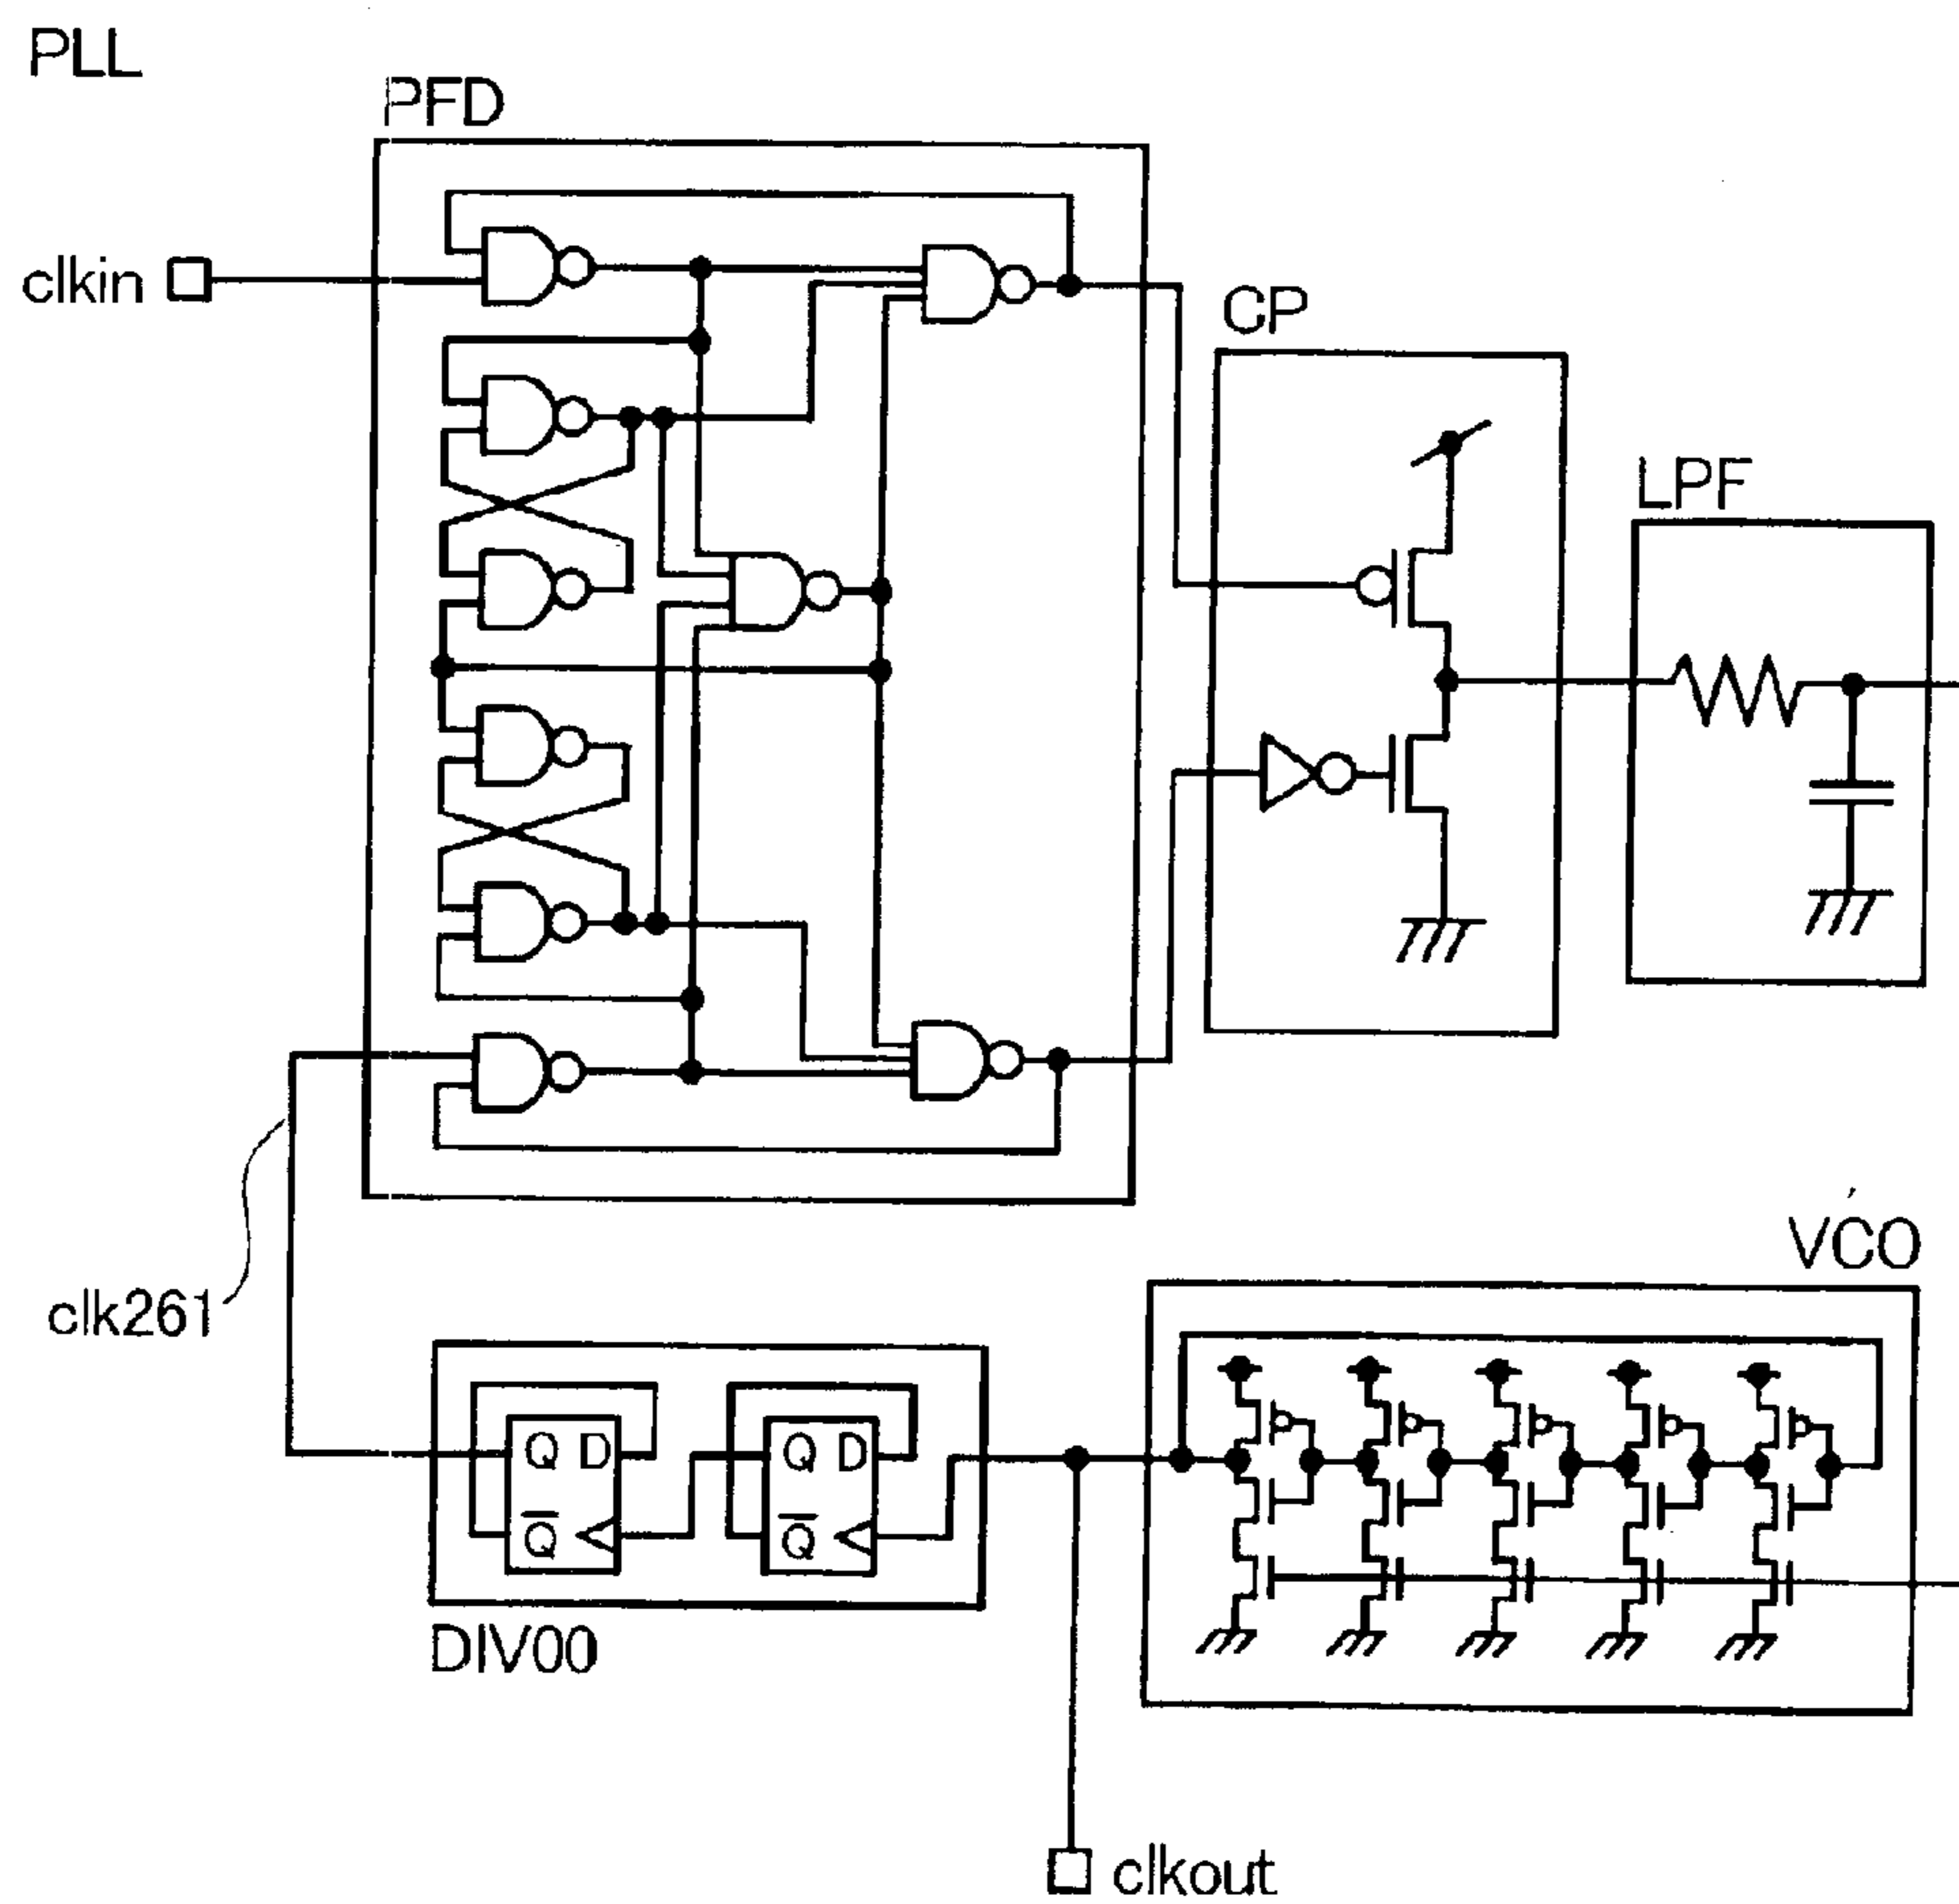 PLL
PFD
clkin
CP
LPF
clk261
VCO
Q D
Q̅
Q D
Q̅
DIV00
clkout